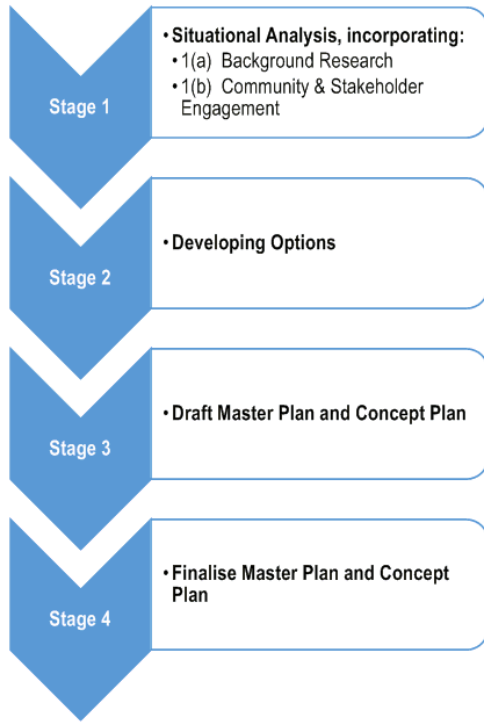 Stage 1
• Situational Analysis, incorporating:
• 1(a) Background Research
• 1(b) Community & Stakeholder
Engagement
Stage 2
• Developing Options
Stage 3
• Draft Master Plan and Concept Plan
Stage 4
• Finalise Master Plan and Concept
Plan